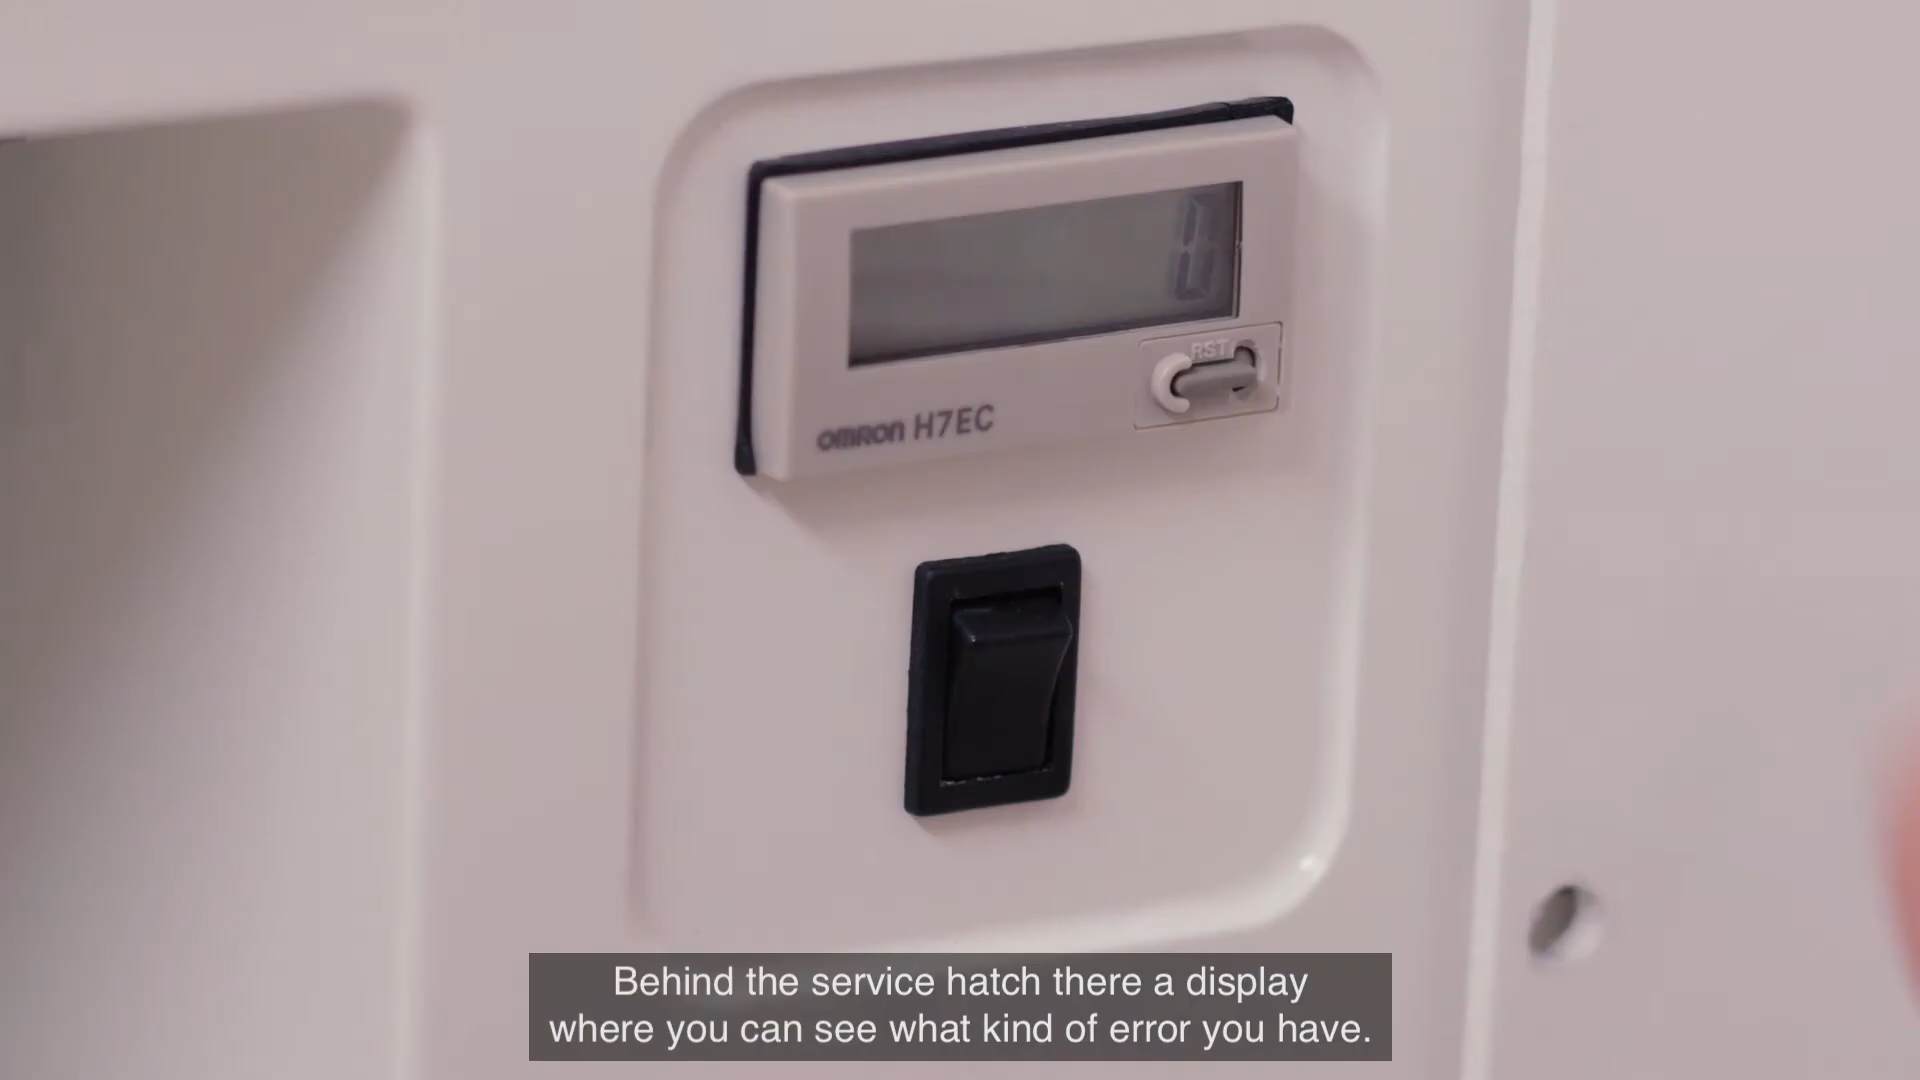 RST
OMRON H7EC
Behind the service hatch there a display
where you can see what kind of error you have.